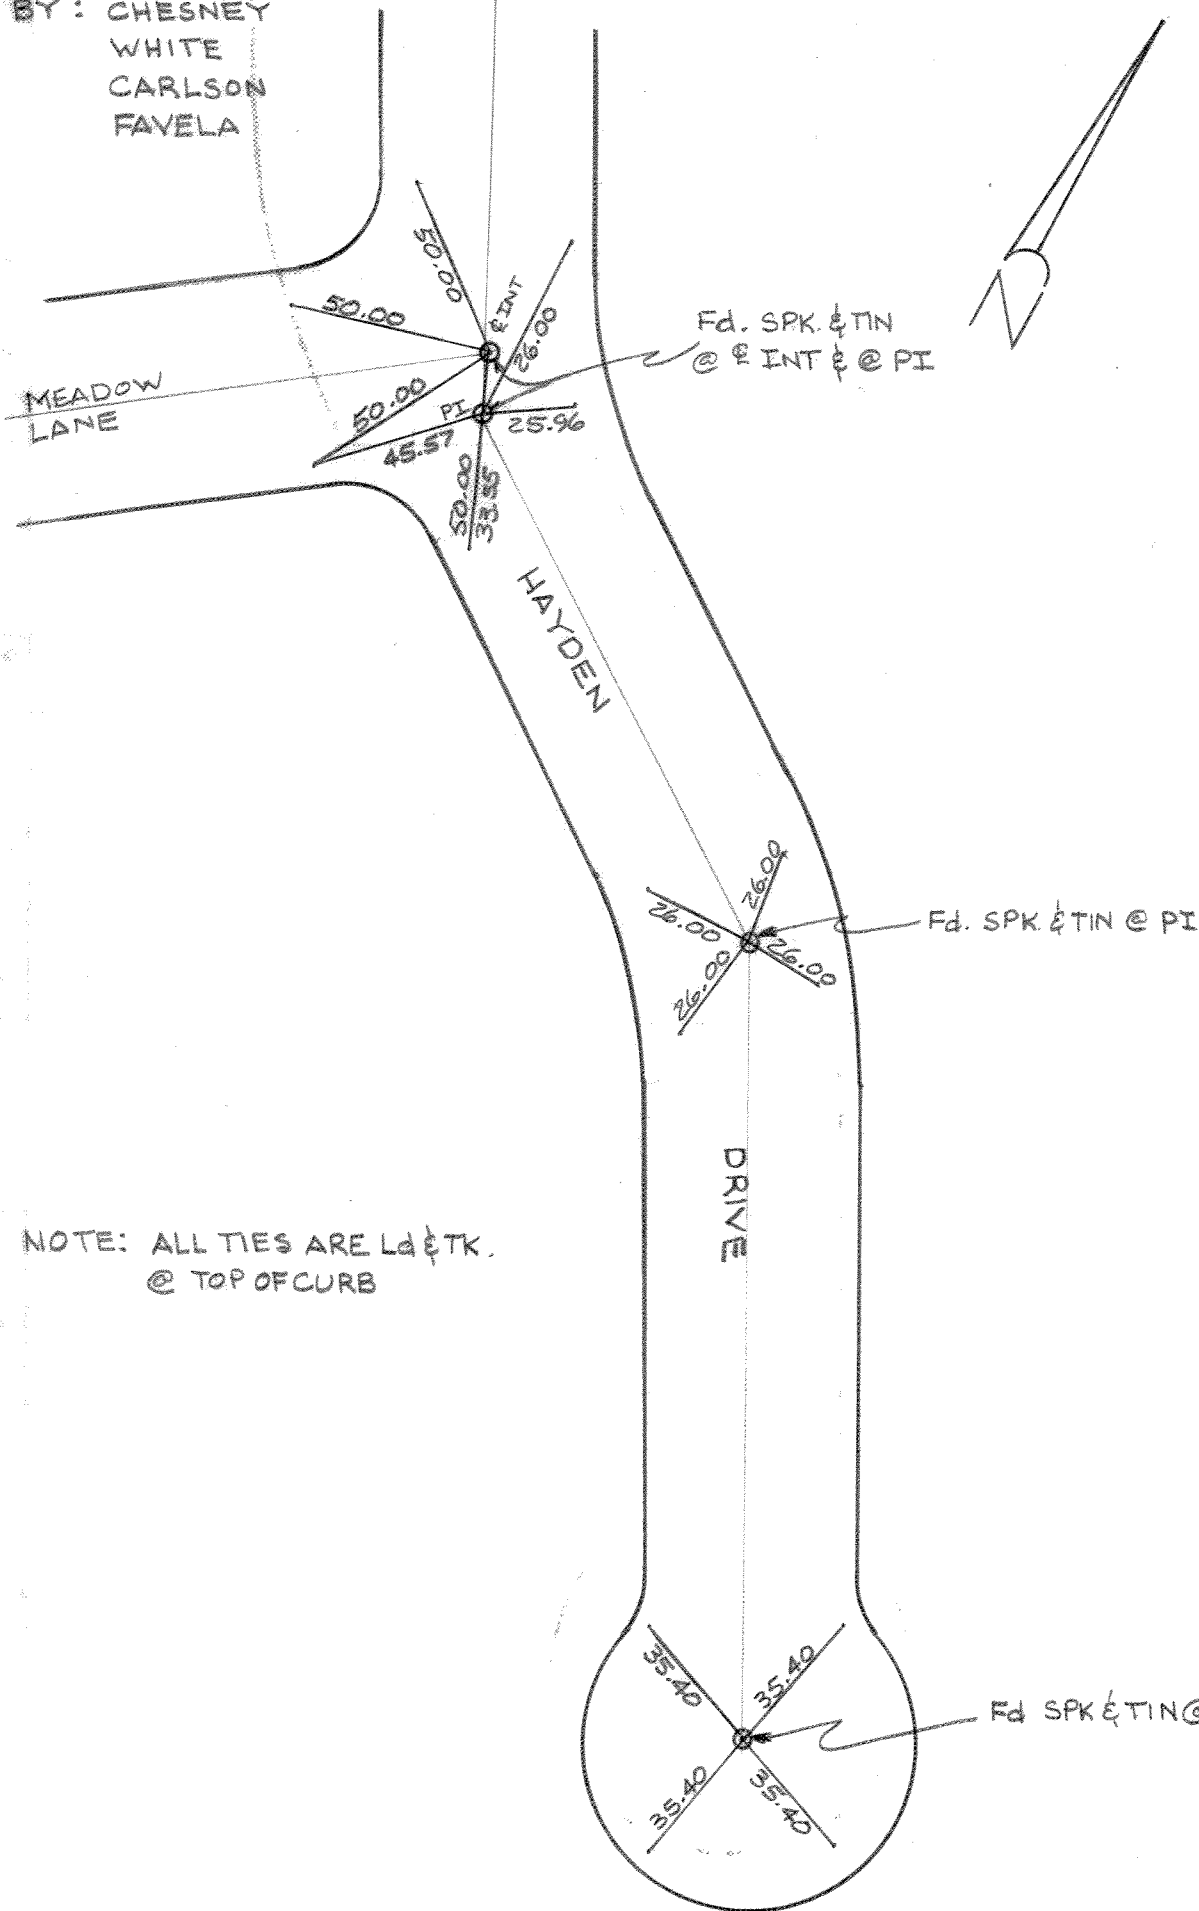 BY: CHESNEY
WHITE
CARLSON
FAVELA
50.00
50.00
℄ INT
26.00
Fd. SPK. & TIN
@ ℄ INT & @ PI
MEADOW
LANE
50.00
PI
45.57
25.96
50.00
33.55
HAYDEN
26.00
26.00
26.00
26.00
Fd. SPK. & TIN @ PI
DRIVE
NOTE: ALL TIES ARE Ld & TK.
@ TOP OF CURB
35.40
35.40
35.40
35.40
Fd SPK & TIN @